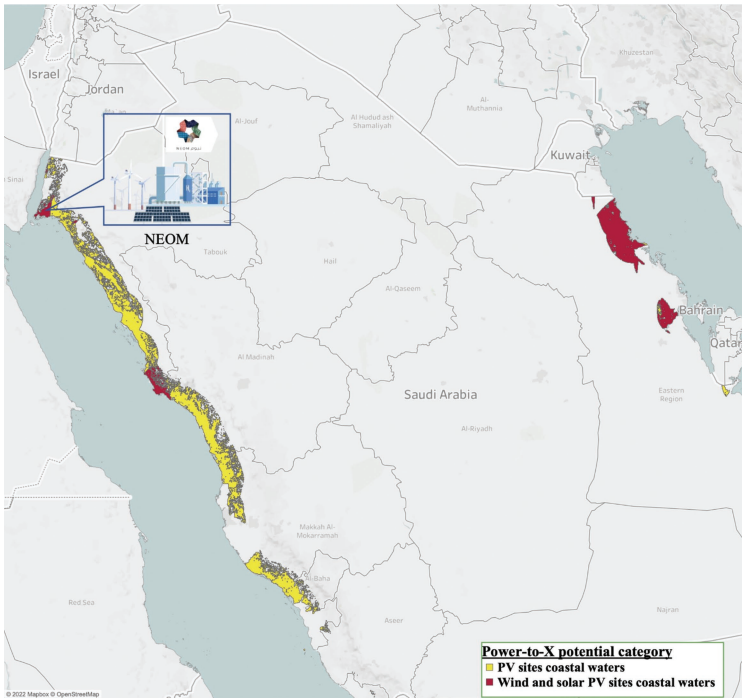 Khuzestan
Israel
Jordan
Al-Jouf
Al-Muthannia
Al Hudud ash
Shamaliyah
Kuwait
Sinai
NEOM
NEOM
Tabouk
Hail
Al-Qaseem
Bahrain
Qatar
Al Madinah
Saudi Arabia
Eastern
Region
Al-Riyadh
Makkah Al-
Mokarramah
Al-Baha
Red Sea
Aseer
Najran
Power-to-X potential category
PV sites coastal waters
Wind and solar PV sites coastal waters
© 2022 Mapbox © OpenStreetMap